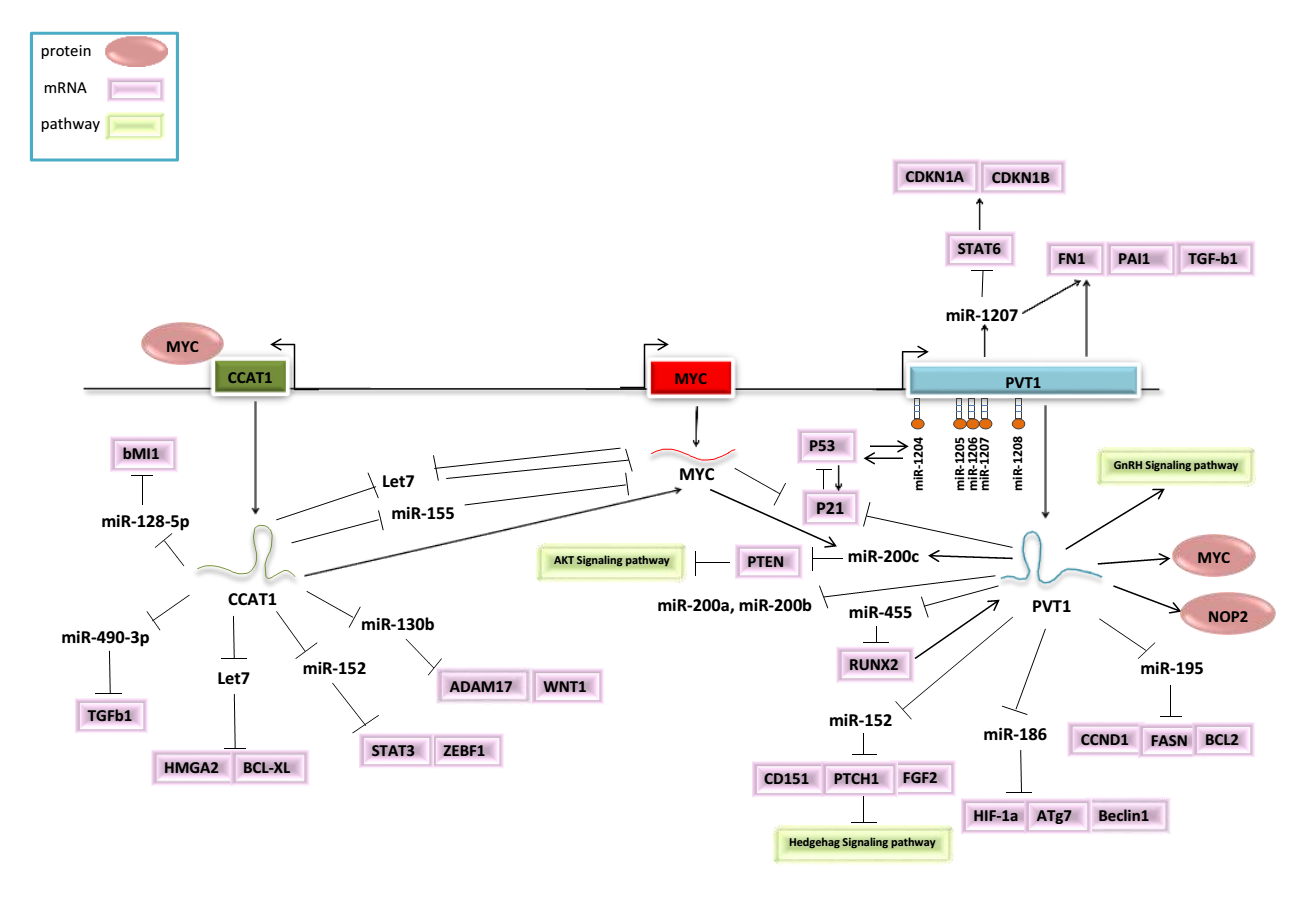 protein
mRNA
pathway
CDKN1A
CDKN1B
STAT6
FN1
PAI1
TGF-b1
miR-1207
MYC
CCAT1
MYC
PVT1
miR-1204
miR-1205
miR-1206
miR-1207
miR-1208
bMI1
P53
Let7
MYC
GnRH Signaling pathway
miR-155
P21
miR-128-5p
AKT Signaling pathway
PTEN
miR-200c
MYC
CCAT1
miR-200a, miR-200b
miR-455
PVT1
NOP2
miR-490-3p
miR-130b
Let7
miR-152
RUNX2
miR-195
ADAM17
WNT1
TGFb1
miR-152
miR-186
STAT3
ZEBF1
CCND1
FASN
BCL2
HMGA2
BCL-XL
CD151
PTCH1
FGF2
HIF-1a
ATg7
Beclin1
Hedgehag Signaling pathway